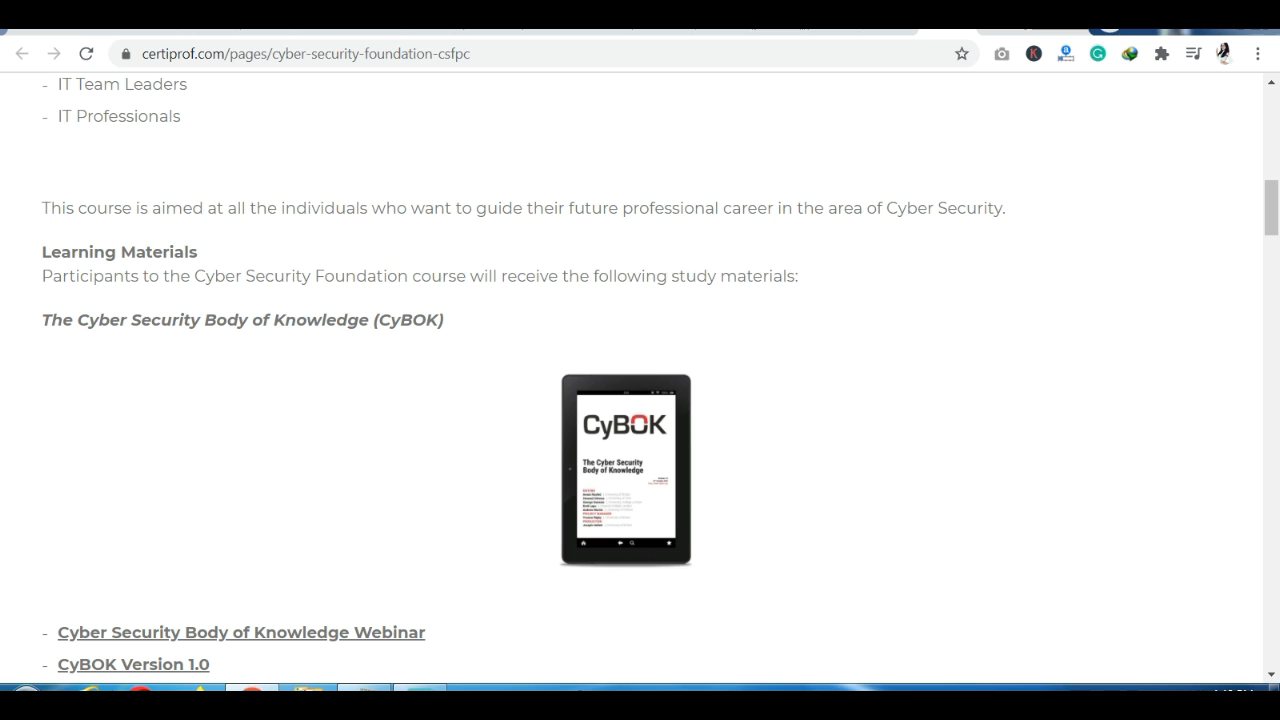 certiprof.com/pages/cyber-security-foundation-csfpc
- IT Team Leaders
- IT Professionals
This course is aimed at all the individuals who want to guide their future professional career in the area of Cyber Security.
Learning Materials
Participants to the Cyber Security Foundation course will receive the following study materials:
The Cyber Security Body of Knowledge (CyBOK)
CyBOK
The Cyber Security
Body of Knowledge
- Cyber Security Body of Knowledge Webinar
- CyBOK Version 1.0